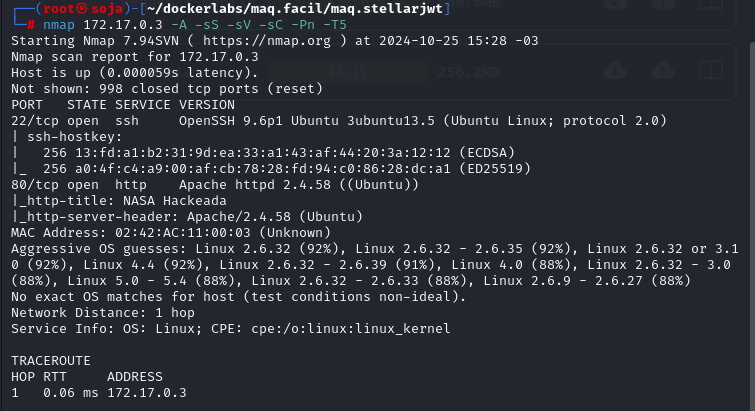 ┌──(root㉿soja)-[~/dockerlabs/maq.facil/maq.stellarjwt]
└─# nmap 172.17.0.3 -A -sS -sV -sC -Pn -T5
Starting Nmap 7.94SVN ( https://nmap.org ) at 2024-10-25 15:28 -03
Nmap scan report for 172.17.0.3
Host is up (0.000059s latency).
Not shown: 998 closed tcp ports (reset)
PORT   STATE SERVICE VERSION
22/tcp open  ssh     OpenSSH 9.6p1 Ubuntu 3ubuntu13.5 (Ubuntu Linux; protocol 2.0)
| ssh-hostkey:
|   256 13:fd:a1:b2:31:9d:ea:33:a1:43:af:44:20:3a:12:12 (ECDSA)
|_  256 a0:4f:c4:a9:00:af:cb:78:28:fd:94:c0:86:28:dc:a1 (ED25519)
80/tcp open  http    Apache httpd 2.4.58 ((Ubuntu))
|_http-title: NASA Hackeada
|_http-server-header: Apache/2.4.58 (Ubuntu)
MAC Address: 02:42:AC:11:00:03 (Unknown)
Aggressive OS guesses: Linux 2.6.32 (92%), Linux 2.6.32 - 2.6.35 (92%), Linux 2.6.32 or 3.1
0 (92%), Linux 4.4 (92%), Linux 2.6.32 - 2.6.39 (91%), Linux 4.0 (88%), Linux 2.6.32 - 3.0
(88%), Linux 5.0 - 5.4 (88%), Linux 2.6.32 - 2.6.33 (88%), Linux 2.6.9 - 2.6.27 (88%)
No exact OS matches for host (test conditions non-ideal).
Network Distance: 1 hop
Service Info: OS: Linux; CPE: cpe:/o:linux:linux_kernel

TRACEROUTE
HOP RTT     ADDRESS
1   0.06 ms 172.17.0.3